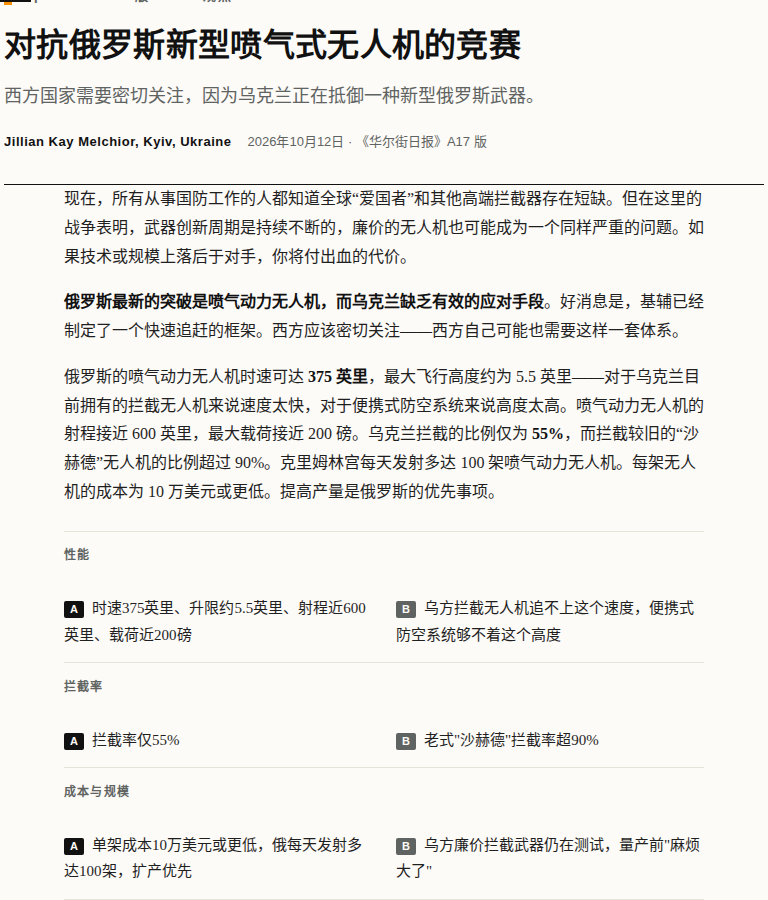 对抗俄罗斯新型喷气式无人机的竞赛
西方国家需要密切关注，因为乌克兰正在抵御一种新型俄罗斯武器。
Jillian Kay Melchior, Kyiv, Ukraine 2026年10月12日 · 《华尔街日报》A17 版
现在，所有从事国防工作的人都知道全球“爱国者”和其他高端拦截器存在短缺。但在这里的
战争表明，武器创新周期是持续不断的，廉价的无人机也可能成为一个同样严重的问题。如
果技术或规模上落后于对手，你将付出血的代价。
俄罗斯最新的突破是喷气动力无人机，而乌克兰缺乏有效的应对手段。好消息是，基辅已经
制定了一个快速追赶的框架。西方应该密切关注——西方自己可能也需要这样一套体系。
俄罗斯的喷气动力无人机时速可达 375 英里，最大飞行高度约为 5.5 英里——对于乌克兰目
前拥有的拦截无人机来说速度太快，对于便携式防空系统来说高度太高。喷气动力无人机的
射程接近 600 英里，最大载荷接近 200 磅。乌克兰拦截的比例仅为 55%，而拦截较旧的“沙
赫德”无人机的比例超过 90%。克里姆林宫每天发射多达 100 架喷气动力无人机。每架无人
机的成本为 10 万美元或更低。提高产量是俄罗斯的优先事项。
性能
A 时速375英里、升限约5.5英里、射程近600
英里、载荷近200磅
B 乌方拦截无人机追不上这个速度，便携式
防空系统够不着这个高度
拦截率
A 拦截率仅55%
B 老式"沙赫德"拦截率超90%
成本与规模
A 单架成本10万美元或更低，俄每天发射多
达100架，扩产优先
B 乌方廉价拦截武器仍在测试，量产前"麻烦
大了"